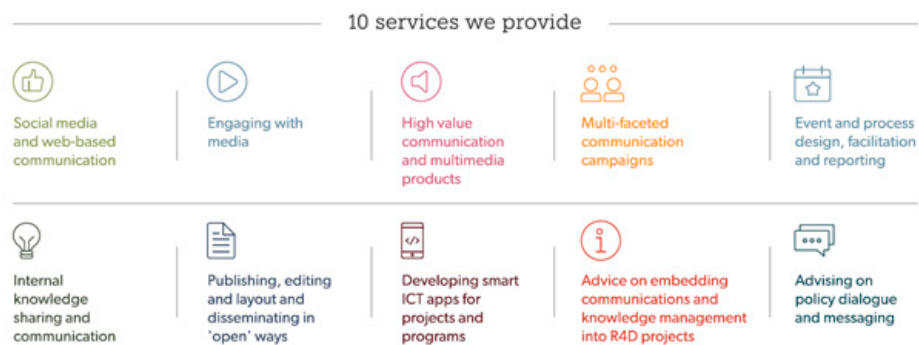 10 services we provide
Social media
and web-based
communication
Engaging with
media
High value
communication
and multimedia
products
Multi-faceted
communication
campaigns
Event and process
design, facilitation
and reporting
Internal
knowledge
sharing and
communication
Publishing, editing
and layout and
disseminating in
'open' ways
Developing smart
ICT apps for
projects and
programs
Advice on embedding
communications and
knowledge management
into R4D projects
Advising on
policy dialogue
and messaging